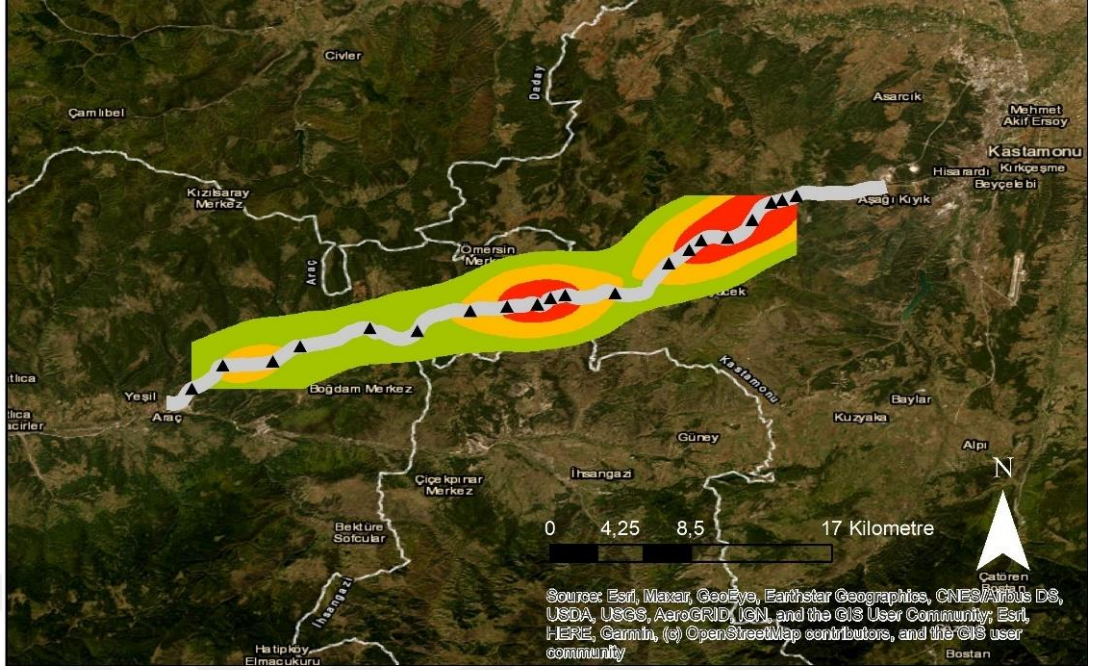 Civler
Daday
Çamlıbel
Asarcık
Mehmet
Akif Ersoy
Kastamonu
Hisarardı
Kırkçeşme
Beyçelebi
Kızılsaray
Merkez
Aşağı Kıyık
Ömersin
Araç
Yeşil
Araç
Boğdam Merkez
Kastamonu
Baylar
Kuzyaka
Güney
Alpı
Çiçekpınar
Merkez
İhsangazi
N
0 4,25 8,5 17 Kilometre
Bektüre
Sofcular
İhsangazi
Çatören
Bostan
Source: Esri, Maxar, GeoEye, Earthstar Geographics, CNES/Airbus DS,
USDA, USGS, AeroGRID, IGN, and the GIS User Community; Esri,
HERE, Garmin, (c) OpenStreetMap contributors, and the GIS user
community
Hatipköy
Elmacukuru
Bostan